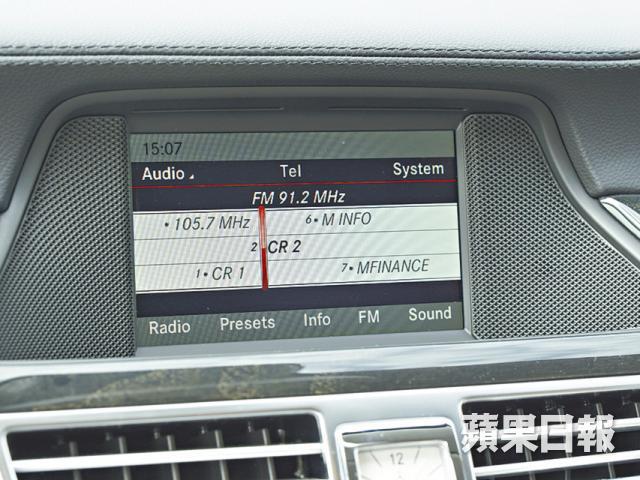 15:07
Audio Tel System
FM 91.2 MHz
• 105.7 MHz 6• M INFO
2• CR 2
1• CR 1 7• MFINANCE
Radio Presets Info FM Sound
蘋果日報
12